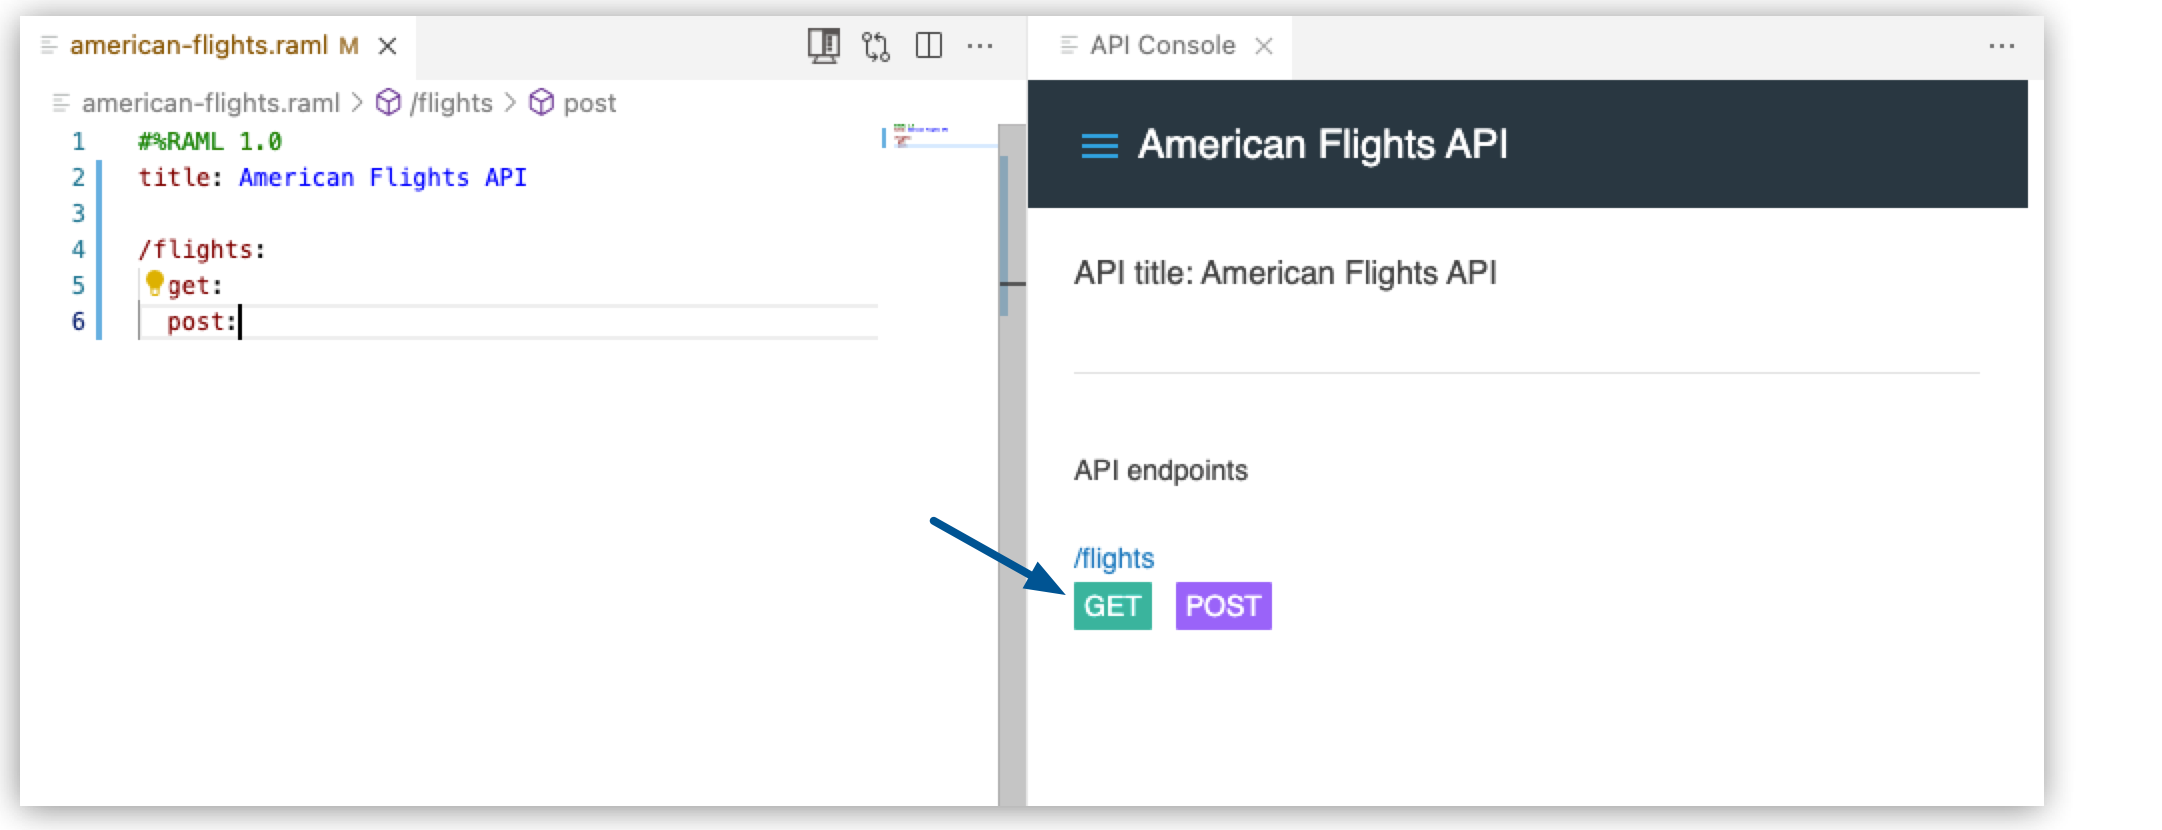 american-flights.raml M
american-flights.raml > /flights > post
1 #%RAML 1.0
2 title: American Flights API
3
4 /flights:
5 get:
6 post:
API Console
American Flights API
API title: American Flights API
API endpoints
/flights
GET POST